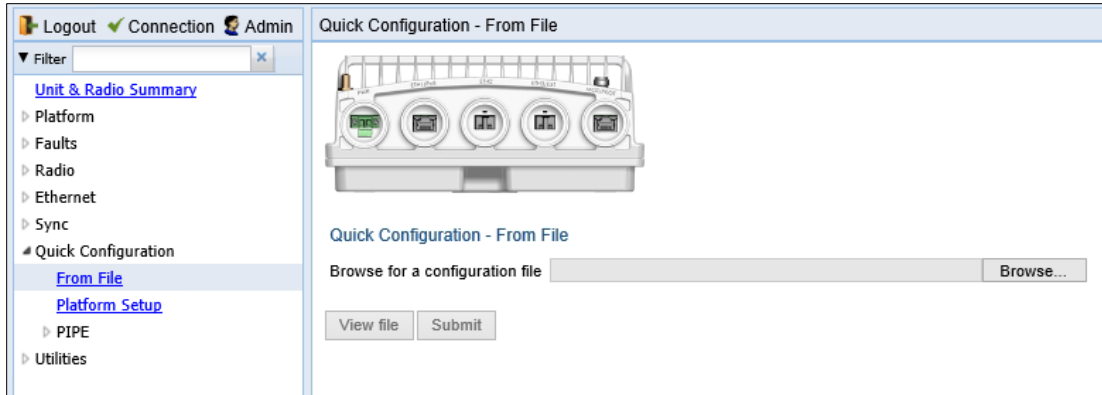 Logout Connection Admin
Quick Configuration - From File
Filter
Unit & Radio Summary
Platform
Faults
Radio
Ethernet
Sync
Quick Configuration
From File
Platform Setup
PIPE
Utilities
PWR
Quick Configuration - From File
Browse for a configuration file Browse...
View file Submit